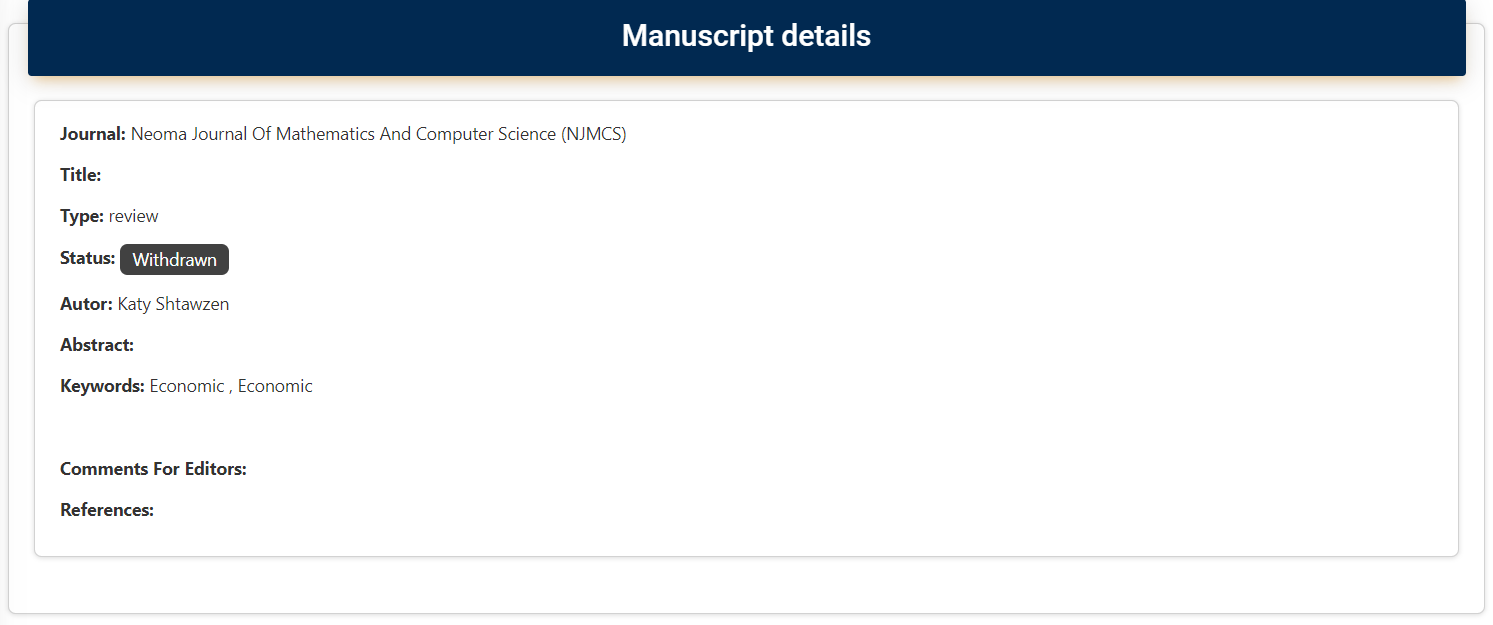 Manuscript details
Journal: Neoma Journal Of Mathematics And Computer Science (NJMCS)
Title:
Type: review
Status: Withdrawn
Autor: Katy Shtawzen
Abstract:
Keywords: Economic , Economic
Comments For Editors:
References: